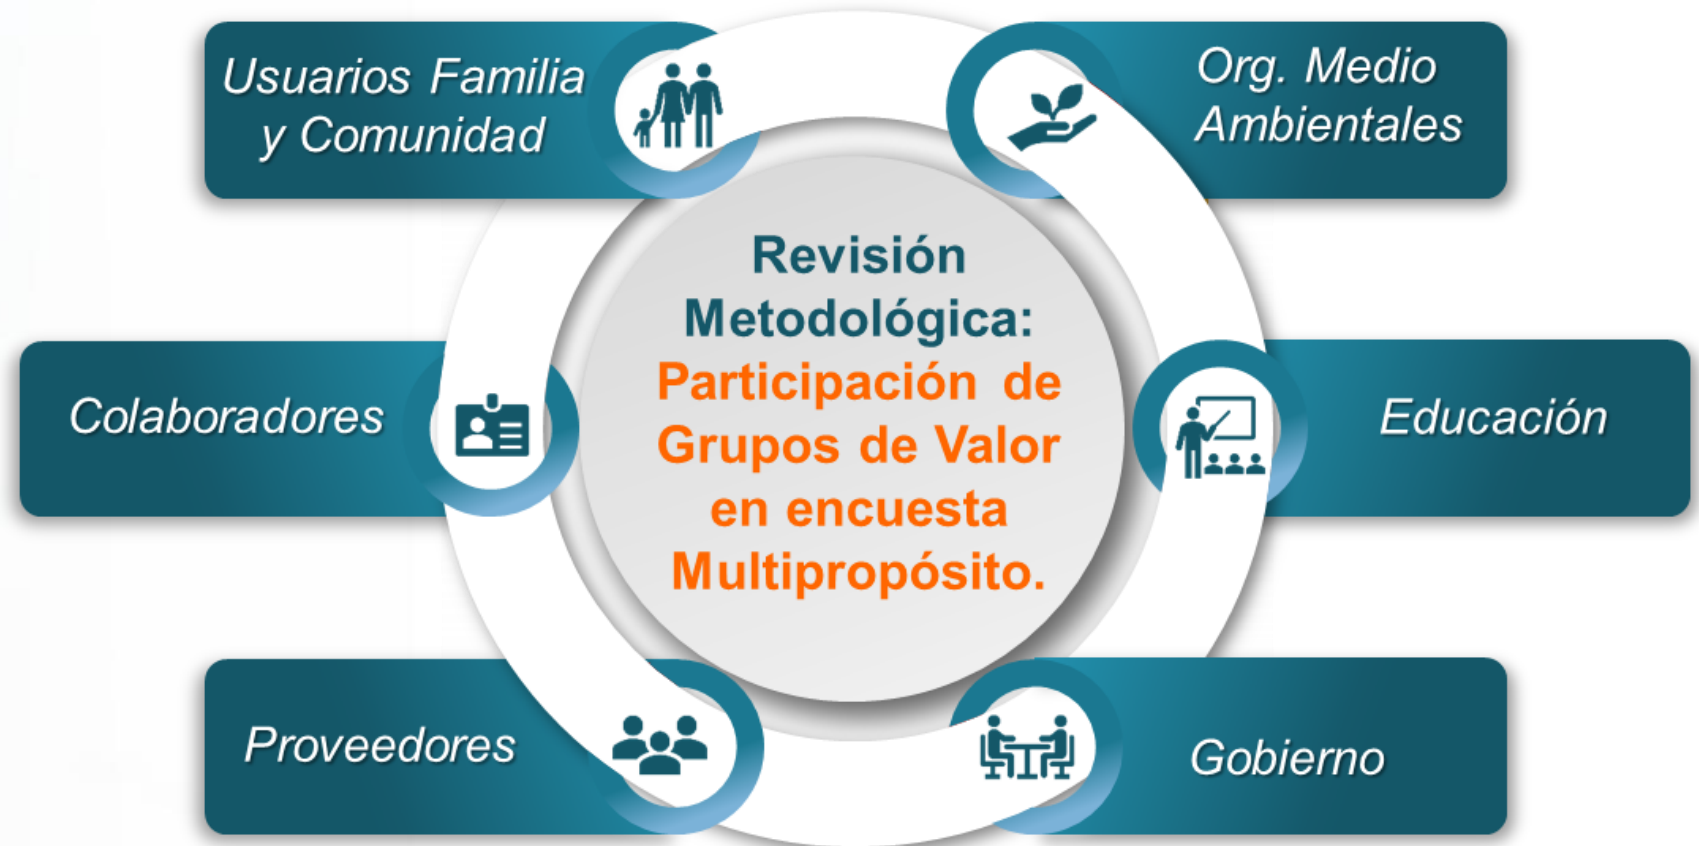 Usuarios Familia
y Comunidad
Org. Medio
Ambientales
Revisión
Metodológica:
Participación de
Grupos de Valor
en encuesta
Multipropósito.
Colaboradores
Educación
Proveedores
Gobierno